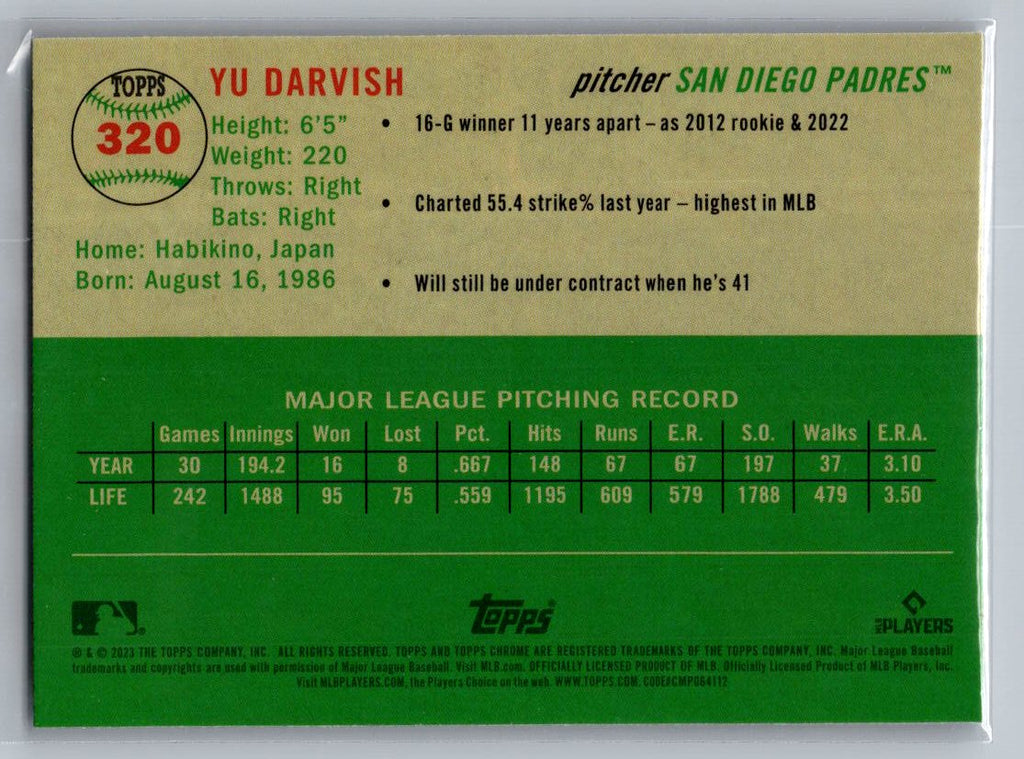 TOPPS
320
YU DARVISH
pitcher SAN DIEGO PADRES™
Height: 6'5"
Weight: 220
Throws: Right
Bats: Right
Home: Habikino, Japan
Born: August 16, 1986
• 16-G winner 11 years apart – as 2012 rookie & 2022
• Charted 55.4 strike% last year – highest in MLB
• Will still be under contract when he's 41
MAJOR LEAGUE PITCHING RECORD
Games Innings Won Lost Pct. Hits Runs E.R. S.O. Walks E.R.A.
YEAR 30 194.2 16 8 .667 148 67 67 197 37 3.10
LIFE 242 1488 95 75 .559 1195 609 579 1788 479 3.50
Topps®
MLB PLAYERS
® & © 2023 THE TOPPS COMPANY, INC. ALL RIGHTS RESERVED. TOPPS AND TOPPS CHROME ARE REGISTERED TRADEMARKS OF THE TOPPS COMPANY, INC. Major League Baseball
trademarks and copyrights are used with permission of Major League Baseball. Visit MLB.com. OFFICIALLY LICENSED PRODUCT OF MLB. Officially Licensed Product of MLB Players, Inc.
Visit MLBPLAYERS.COM, the Players Choice on the web. WWW.TOPPS.COM. CODE#CMP064112